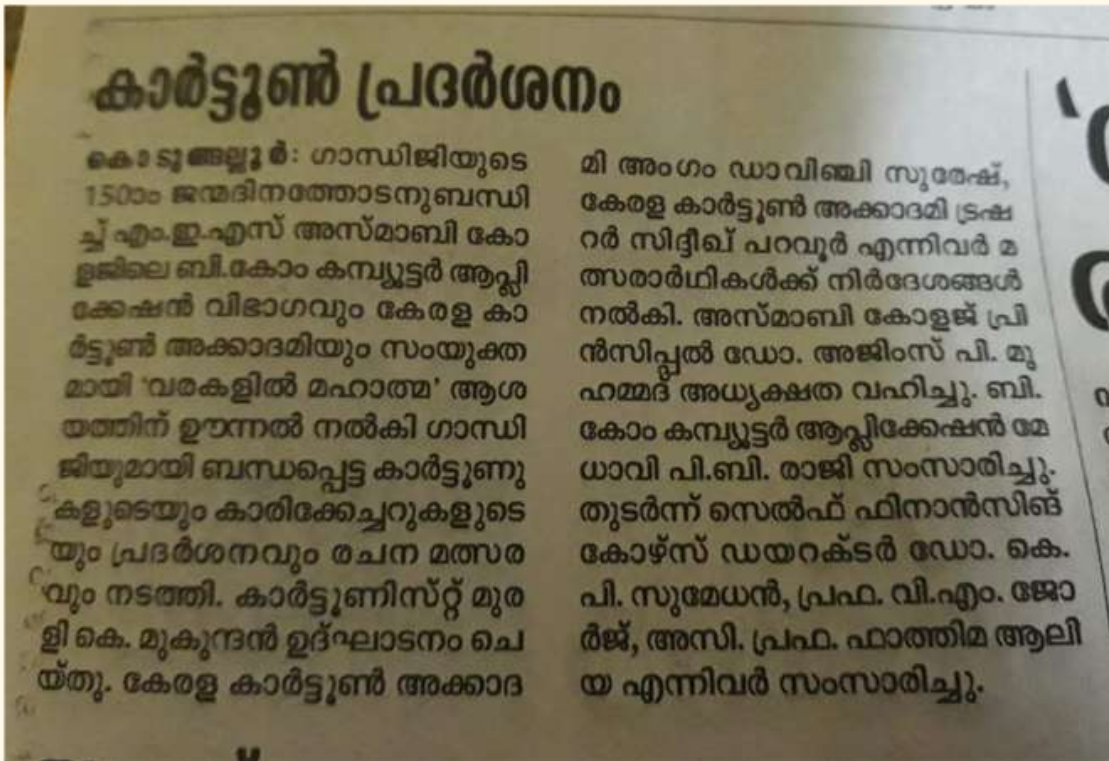 കാർട്ടൂൺ പ്രദർശനം
കൊടുങ്ങല്ലൂർ: ഗാന്ധിജിയുടെ
150ാം ജന്മദിനത്തോടനുബന്ധി
ച്ച് എം.ഇ.എസ് അസ്മാബി കോ
ളജിലെ ബി.കോം കമ്പ്യൂട്ടർ ആപ്ലി
ക്കേഷൻ വിഭാഗവും കേരള കാ
ർട്ടൂൺ അക്കാദമിയും സംയുക്ത
മായി 'വരകളിൽ മഹാത്മ' ആശ
യത്തിന് ഊന്നൽ നൽകി ഗാന്ധി
ജിയുമായി ബന്ധപ്പെട്ട കാർട്ടൂണു
കളുടെയും കാരിക്കേച്ചറുകളുടെ
യും പ്രദർശനവും രചന മത്സര
വും നടത്തി. കാർട്ടൂണിസ്റ്റ് മുര
ളി കെ. മുകുന്ദൻ ഉദ്ഘാടനം ചെ
യ്തു. കേരള കാർട്ടൂൺ അക്കാദ
മി അംഗം ഡാവിഞ്ചി സുരേഷ്,
കേരള കാർട്ടൂൺ അക്കാദമി ട്രഷ
റർ സിദ്ദീഖ് പറവൂർ എന്നിവർ മ
ത്സരാർഥികൾക്ക് നിർദേശങ്ങൾ
നൽകി. അസ്മാബി കോളജ് പ്രി
ൻസിപ്പൽ ഡോ. അജിംസ് പി. മു
ഹമ്മദ് അധ്യക്ഷത വഹിച്ചു. ബി.
കോം കമ്പ്യൂട്ടർ ആപ്ലിക്കേഷൻ മേ
ധാവി പി.ബി. രാജി സംസാരിച്ചു.
തുടർന്ന് സെൽഫ് ഫിനാൻസിങ്
കോഴ്സ് ഡയറക്ടർ ഡോ. കെ.
പി. സുമേധൻ, പ്രഫ. വി.എം. ജോ
ർജ്, അസി. പ്രഫ. ഫാത്തിമ ആലി
യ എന്നിവർ സംസാരിച്ചു.